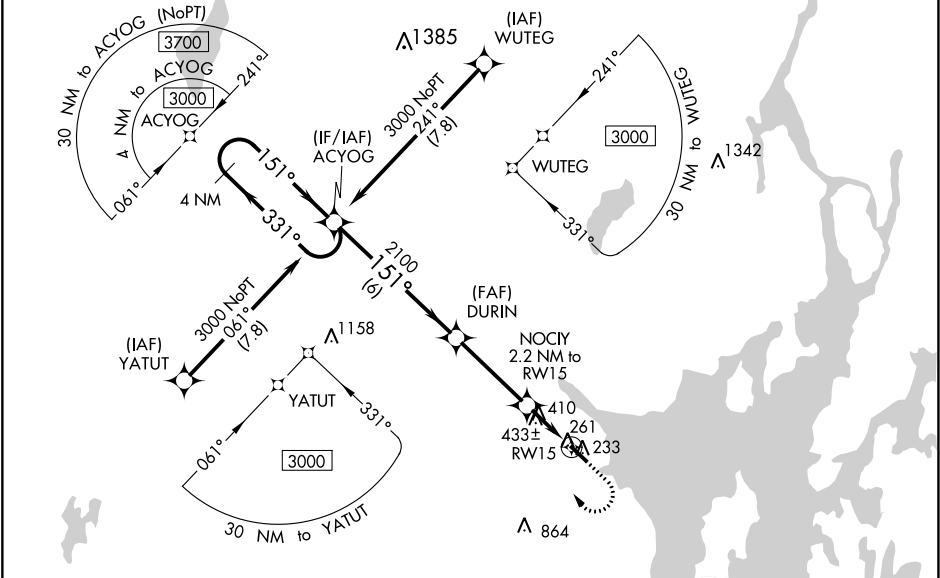 30 NM to ACYOG (NoPT)
3700
4 NM to ACYOG
3000
ACYOG
241°
061°
1385
(IAF)
WUTEG
3000 NoPT
241°
(7.8)
241°
3000
WUTEG
331°
30 NM to WUTEG
1342
(IF/IAF)
ACYOG
151°
4 NM
331°
2100
151°
(6)
(FAF)
DURIN
3000 NoPT
061°
(7.8)
(IAF)
YATUT
1158
YATUT
061°
331°
3000
30 NM to YATUT
NOCIY
2.2 NM to
RW15
410
433±
261
RW15
233
864